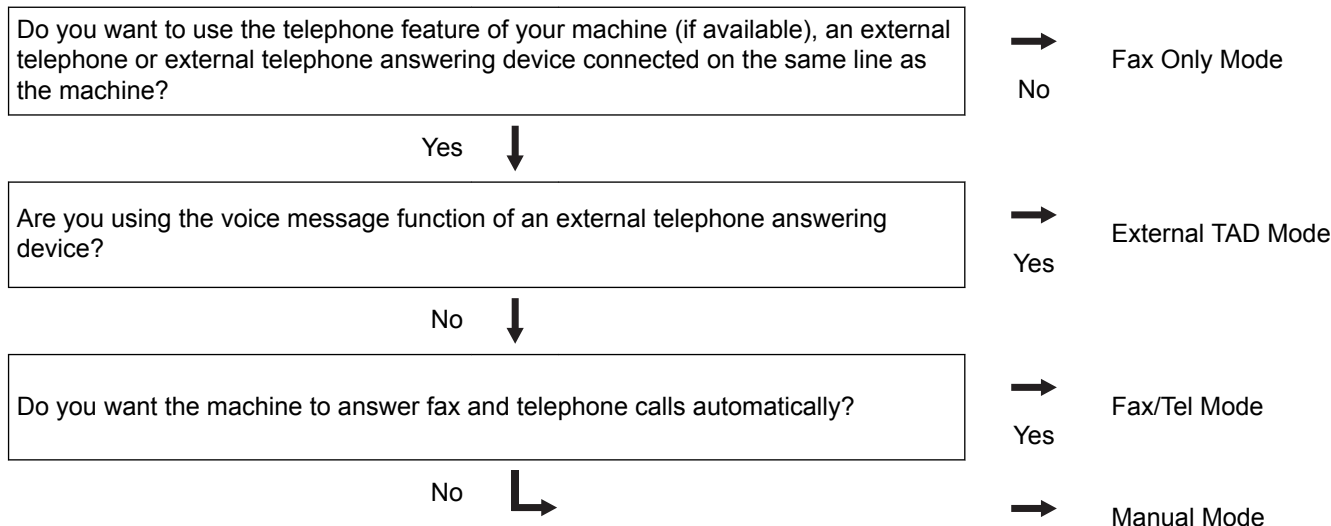 Do you want to use the telephone feature of your machine (if available), an external
telephone or external telephone answering device connected on the same line as
the machine?
Fax Only Mode
No
Yes
Are you using the voice message function of an external telephone answering
device?
External TAD Mode
Yes
No
Do you want the machine to answer fax and telephone calls automatically?
Fax/Tel Mode
Yes
No
Manual Mode